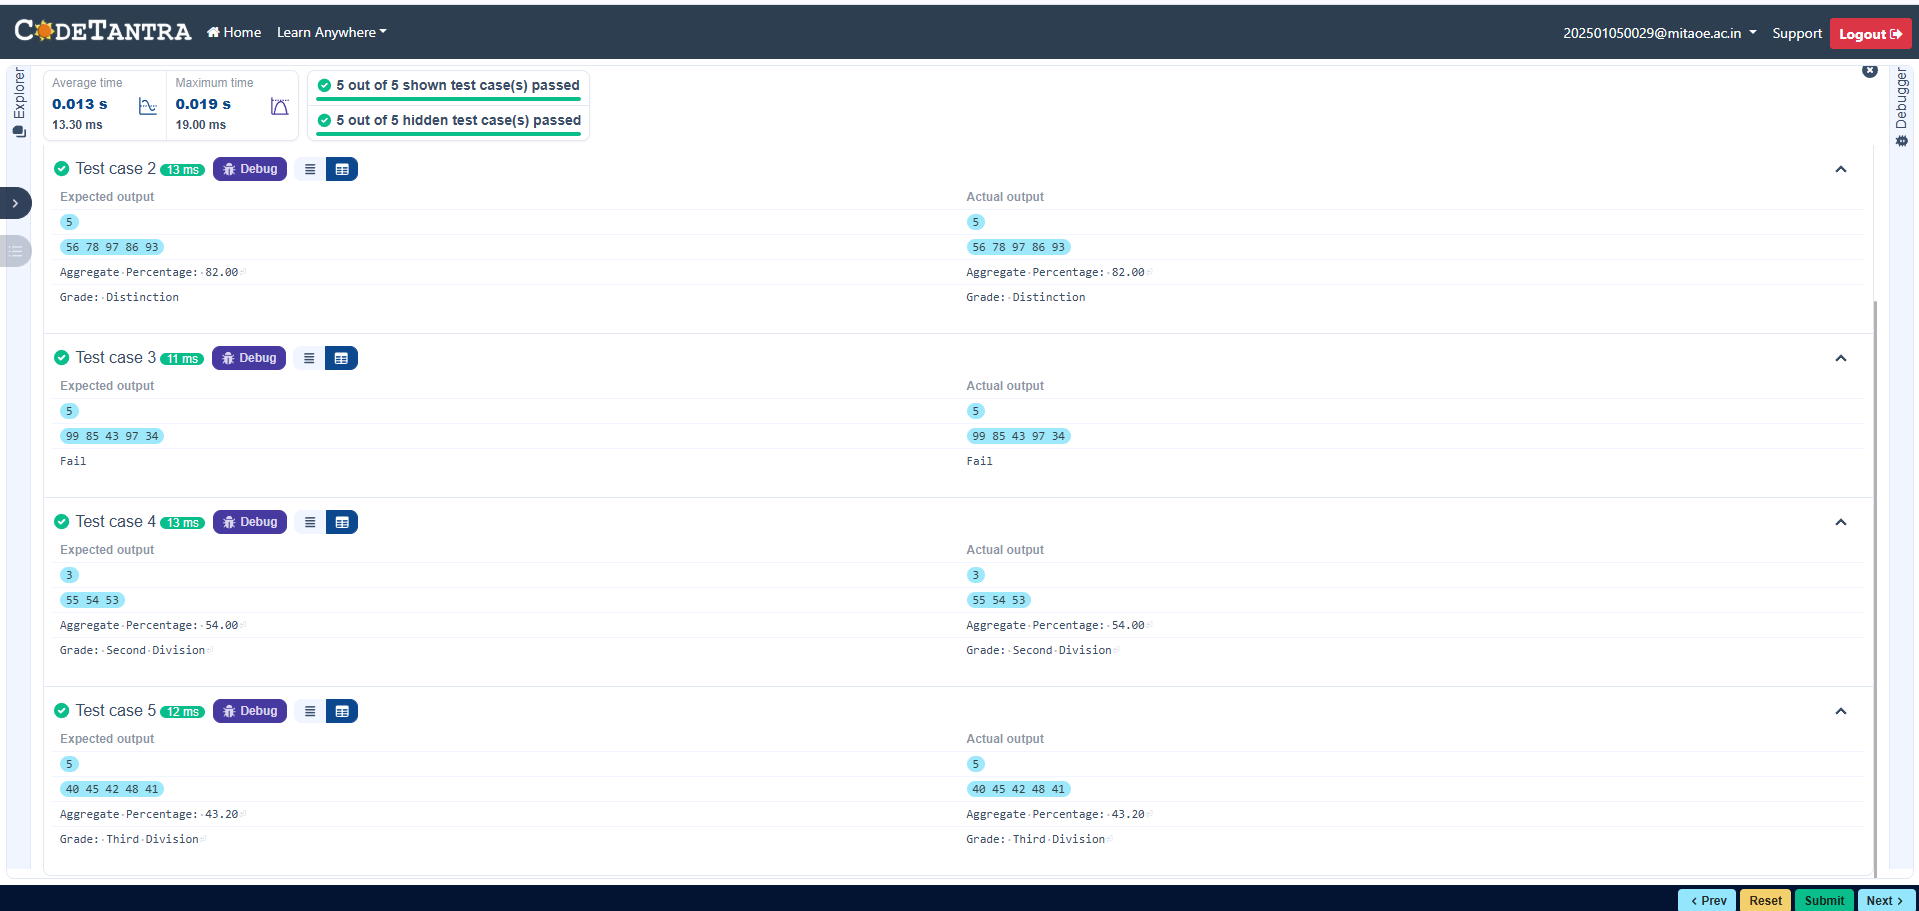 CODETANTRA Home Learn Anywhere 202501050029@mitaoe.ac.in Support Logout
Explorer
Debugger
Average time
0.013 s
13.30 ms
Maximum time
0.019 s
19.00 ms
5 out of 5 shown test case(s) passed
5 out of 5 hidden test case(s) passed
Test case 2 13 ms Debug
Expected output Actual output
5 5
56 78 97 86 93 56 78 97 86 93
Aggregate·Percentage:·82.00 Aggregate·Percentage:·82.00
Grade:·Distinction Grade:·Distinction
Test case 3 11 ms Debug
Expected output Actual output
5 5
99 85 43 97 34 99 85 43 97 34
Fail Fail
Test case 4 13 ms Debug
Expected output Actual output
3 3
55 54 53 55 54 53
Aggregate·Percentage:·54.00 Aggregate·Percentage:·54.00
Grade:·Second·Division Grade:·Second·Division
Test case 5 12 ms Debug
Expected output Actual output
5 5
40 45 42 48 41 40 45 42 48 41
Aggregate·Percentage:·43.20 Aggregate·Percentage:·43.20
Grade:·Third·Division Grade:·Third·Division
Prev Reset Submit Next